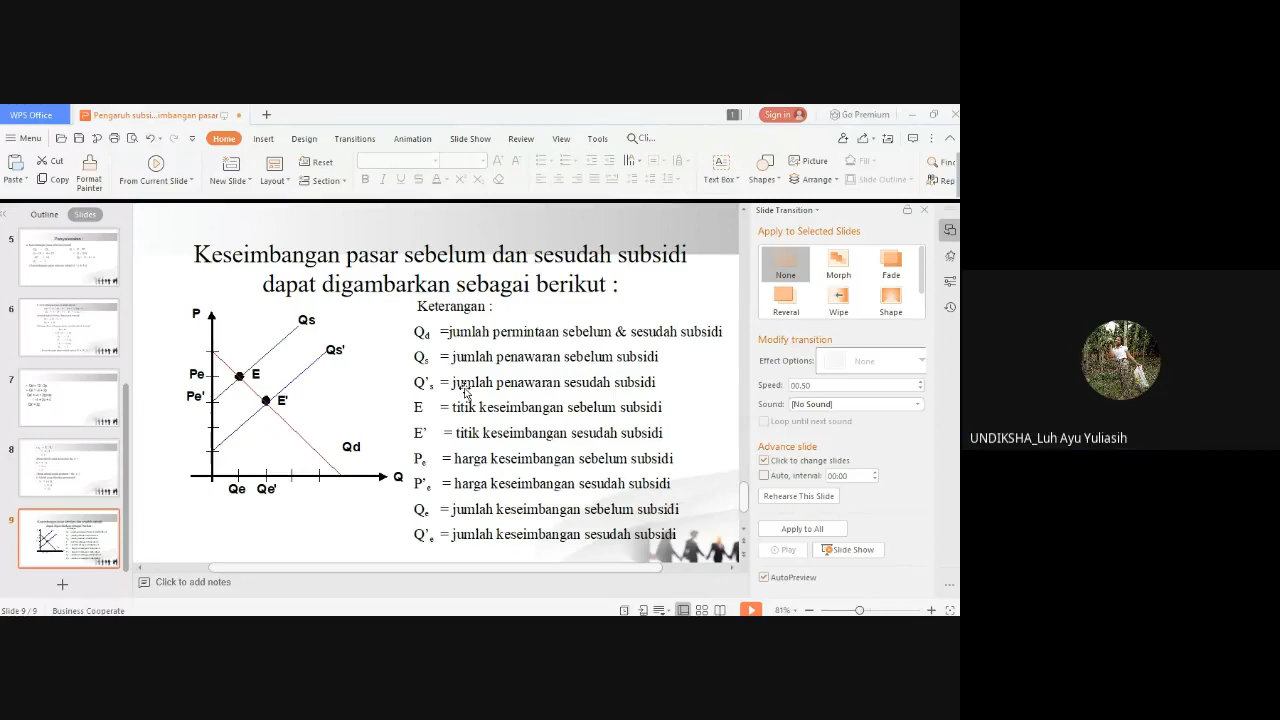 WPS Office
Pengaruh subsi...imbangan pasar
Sign in
Go Premium
Menu
Home
Insert
Design
Transitions
Animation
Slide Show
Review
View
Tools
Cli...
Paste
Cut
Copy
Format Painter
From Current Slide
New Slide
Layout
Reset
Section
B I U S A X² X₂
Text Box
Shapes
Picture
Arrange
Fill
Slide Outline
Outline
Slides
5
6
7
8
9
Keseimbangan pasar sebelum dan sesudah subsidi
dapat digambarkan sebagai berikut :
P
Qs
Qs'
Pe
E
Pe'
E'
Qd
Q
Qe Qe'
Keterangan :
Qd =jumlah permintaan sebelum & sesudah subsidi
Qs = jumlah penawaran sebelum subsidi
Q's = jumlah penawaran sesudah subsidi
E = titik keseimbangan sebelum subsidi
E' = titik keseimbangan sesudah subsidi
Pe = harga keseimbangan sebelum subsidi
P'e = harga keseimbangan sesudah subsidi
Qe = jumlah keseimbangan sebelum subsidi
Q'e = jumlah keseimbangan sesudah subsidi
Click to add notes
Slide 9 / 9
Business Cooperate
81%
Slide Transition
Apply to Selected Slides
None
Morph
Fade
Reveral
Wipe
Shape
Modify transition
Effect Options:
None
Speed:
00.50
Sound:
[No Sound]
Loop until next sound
Advance slide
Click to change slides
Auto, interval:
00:00
Rehearse This Slide
Apply to All
Play
Slide Show
AutoPreview
UNDIKSHA_Luh Ayu Yuliasih